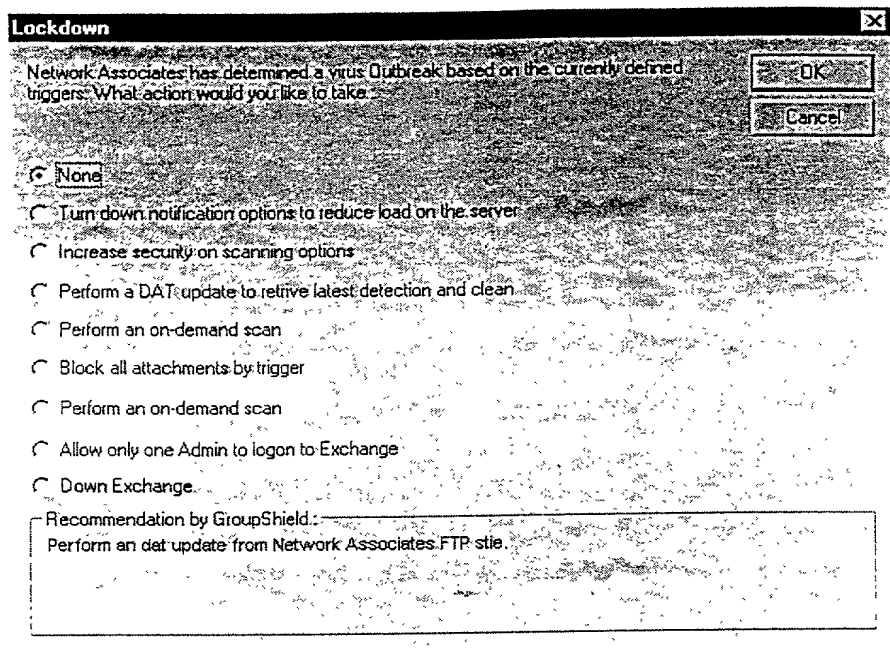 Lockdown
Network Associates has determined a virus Outbreak based on the currently defined
triggers. What action would you like to take.
OK
Cancel
None
Turn down notification options to reduce load on the server
Increase security on scanning options
Perform a DAT update to retrive latest detection and clean
Perform an on-demand scan
Block all attachments by trigger
Perform an on-demand scan
Allow only one Admin to logon to Exchange
Down Exchange.
Recommendation by GroupShield.:
Perform an dat update from Network Associates FTP stie.